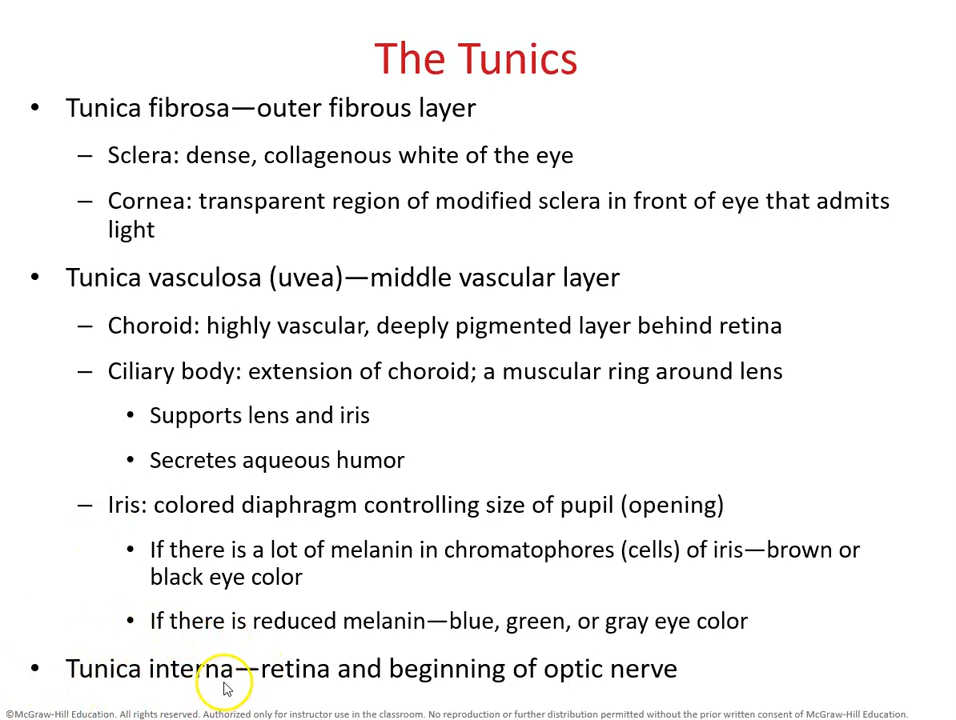 The Tunics
• Tunica fibrosa—outer fibrous layer
– Sclera: dense, collagenous white of the eye
– Cornea: transparent region of modified sclera in front of eye that admits
light
• Tunica vasculosa (uvea)—middle vascular layer
– Choroid: highly vascular, deeply pigmented layer behind retina
– Ciliary body: extension of choroid; a muscular ring around lens
• Supports lens and iris
• Secretes aqueous humor
– Iris: colored diaphragm controlling size of pupil (opening)
• If there is a lot of melanin in chromatophores (cells) of iris—brown or
black eye color
• If there is reduced melanin—blue, green, or gray eye color
• Tunica interna—retina and beginning of optic nerve
©McGraw-Hill Education. All rights reserved. Authorized only for instructor use in the classroom. No reproduction or further distribution permitted without the prior written consent of McGraw-Hill Education.